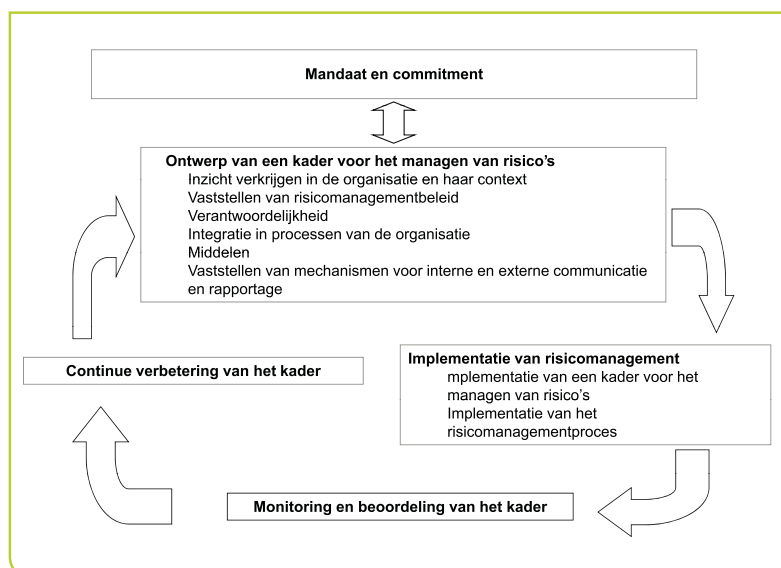 Mandaat en commitment
Ontwerp van een kader voor het managen van risico's
Inzicht verkrijgen in de organisatie en haar context
Vaststellen van risicomanagementbeleid
Verantwoordelijkheid
Integratie in processen van de organisatie
Middelen
Vaststellen van mechanismen voor interne en externe communicatie
en rapportage
Implementatie van risicomanagement
mplementatie van een kader voor het
managen van risico's
Implementatie van het
risicomanagementproces
Continue verbetering van het kader
Monitoring en beoordeling van het kader